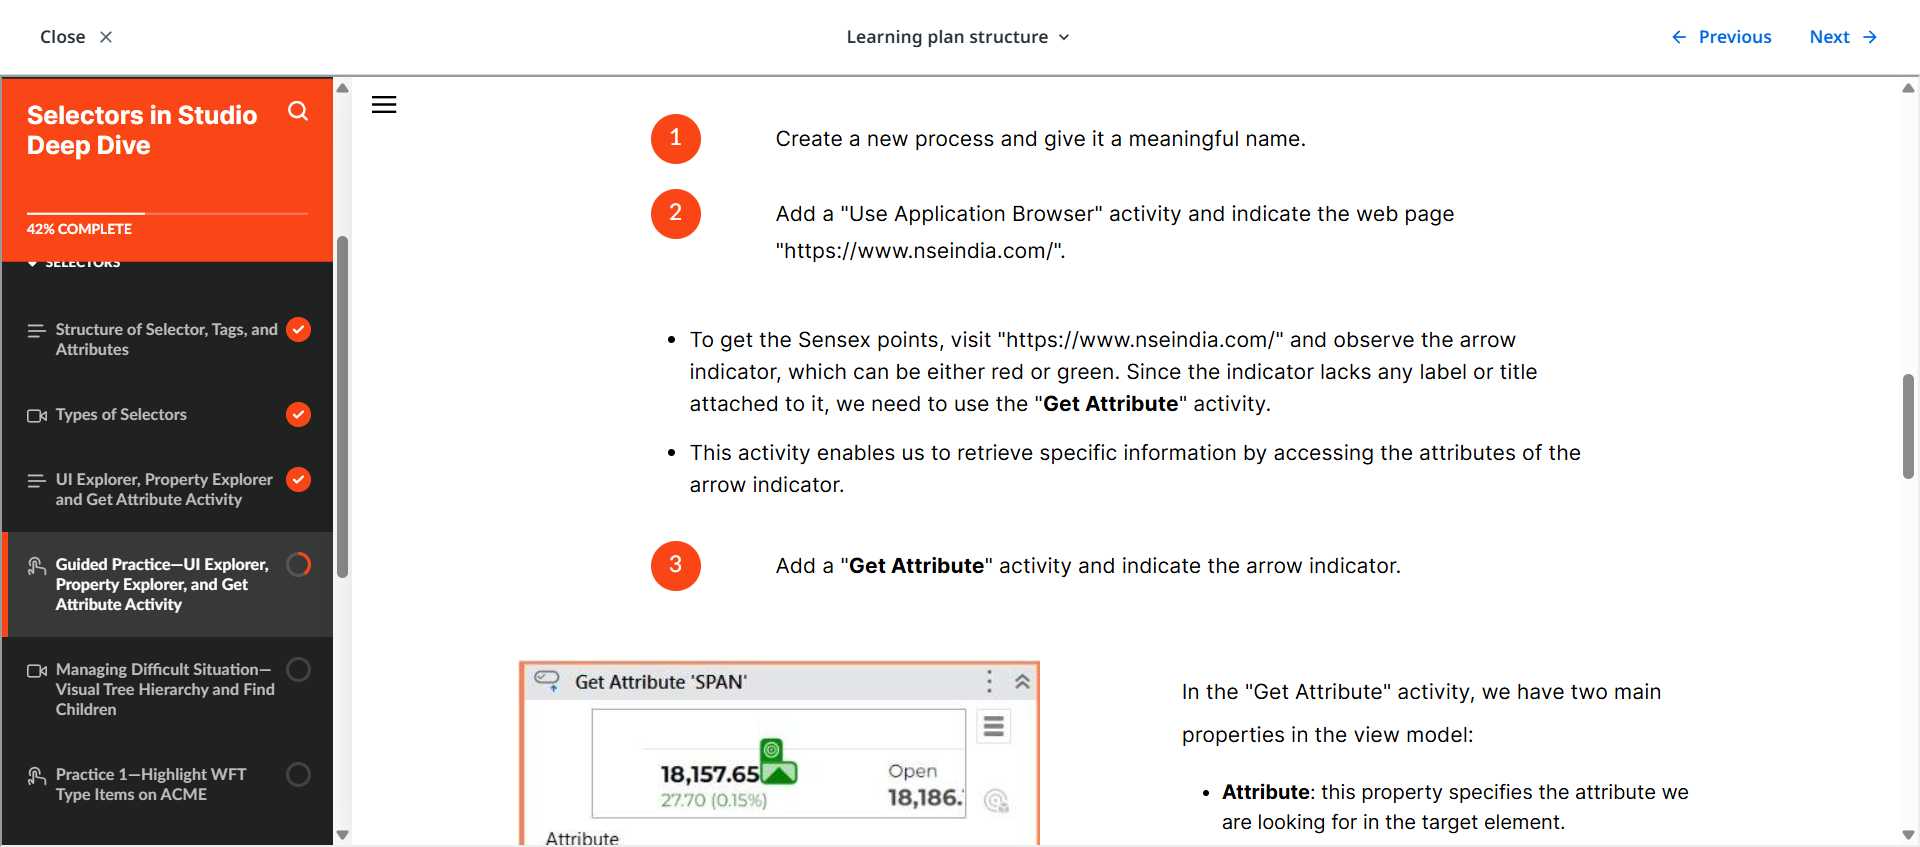 Close
Learning plan structure
Previous
Next
Selectors in Studio
Deep Dive
42% COMPLETE
SELECTORS
Structure of Selector, Tags, and
Attributes
Types of Selectors
UI Explorer, Property Explorer
and Get Attribute Activity
Guided Practice—UI Explorer,
Property Explorer, and Get
Attribute Activity
Managing Difficult Situation—
Visual Tree Hierarchy and Find
Children
Practice 1—Highlight WFT
Type Items on ACME
1
Create a new process and give it a meaningful name.
2
Add a "Use Application Browser" activity and indicate the web page
"https://www.nseindia.com/".
• To get the Sensex points, visit "https://www.nseindia.com/" and observe the arrow
indicator, which can be either red or green. Since the indicator lacks any label or title
attached to it, we need to use the "Get Attribute" activity.
• This activity enables us to retrieve specific information by accessing the attributes of the
arrow indicator.
3
Add a "Get Attribute" activity and indicate the arrow indicator.
Get Attribute 'SPAN'
18,157.65
27.70 (0.15%)
Open
18,186.
Attribute
In the "Get Attribute" activity, we have two main
properties in the view model:
• Attribute: this property specifies the attribute we
are looking for in the target element.